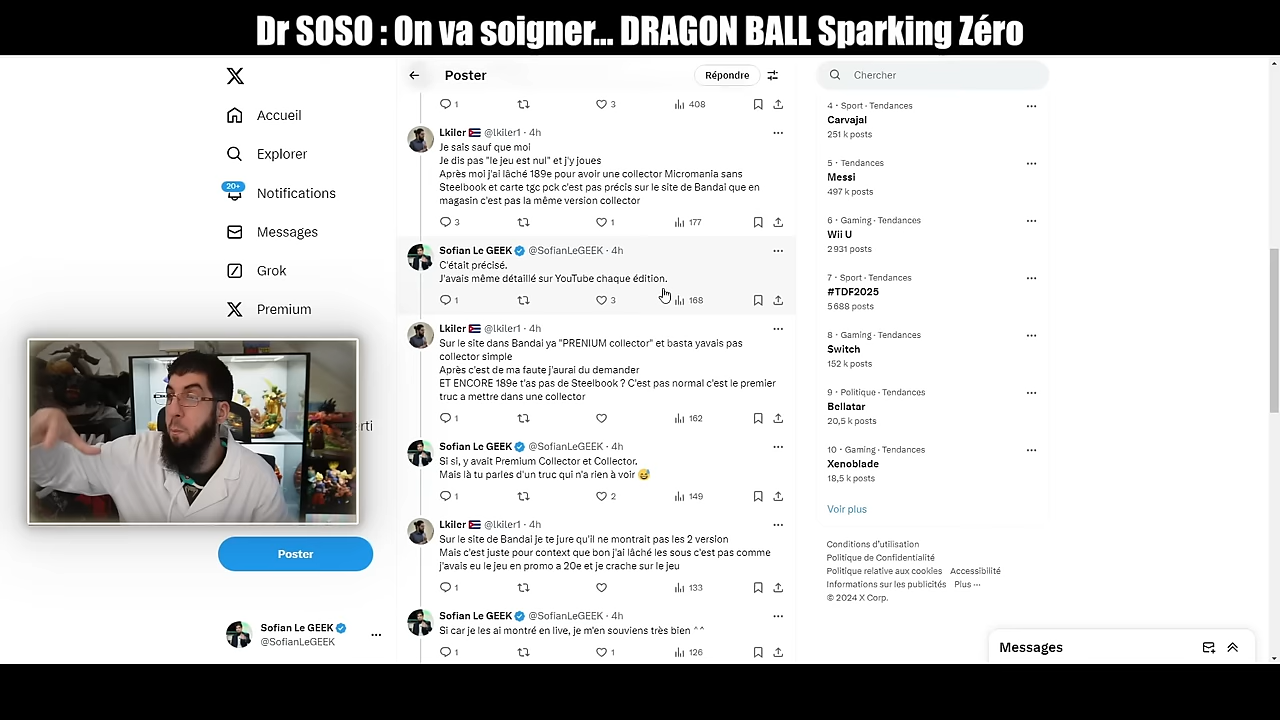 Dr SOSO : On va soigner... DRAGON BALL Sparking Zéro
Accueil
Explorer
20+
Notifications
Messages
Grok
Premium
rti
Poster
Sofian Le GEEK
@SofianLeGEEK
Poster
Répondre
1 3 408
Lkiler @lkiler1 · 4h
Je sais sauf que moi
Je dis pas "le jeu est nul" et j'y joues
Après moi j'ai lâché 189e pour avoir une collector Micromania sans
Steelbook et carte tgc pck c'est pas précis sur le site de Bandai que en
magasin c'est pas la même version collector
3 1 177
Sofian Le GEEK @SofianLeGEEK · 4h
C'était précisé.
J'avais même détaillé sur YouTube chaque édition.
1 3 168
Lkiler @lkiler1 · 4h
Sur le site dans Bandai ya "PRENIUM collector" et basta yavais pas
collector simple
Après c'est de ma faute j'aurai du demander
ET ENCORE 189e t'as pas de Steelbook ? C'est pas normal c'est le premier
truc a mettre dans une collector
1 162
Sofian Le GEEK @SofianLeGEEK · 4h
Si si, y avait Premium Collector et Collector.
Mais là tu parles d'un truc qui n'a rien à voir 😅
1 2 149
Lkiler @lkiler1 · 4h
Sur le site de Bandai je te jure qu'il ne montrait pas les 2 version
Mais c'est juste pour context que bon j'ai lâché les sous c'est pas comme
j'avais eu le jeu en promo a 20e et je crache sur le jeu
1 133
Sofian Le GEEK @SofianLeGEEK · 4h
Si car je les ai montré en live, je m'en souviens très bien ^^
1 1 126
Chercher
4 · Sport · Tendances
Carvajal
251 k posts
5 · Tendances
Messi
497 k posts
6 · Gaming · Tendances
Wii U
2 931 posts
7 · Sport · Tendances
#TDF2025
5 688 posts
8 · Gaming · Tendances
Switch
152 k posts
9 · Politique · Tendances
Bellatar
20,5 k posts
10 · Gaming · Tendances
Xenoblade
18,5 k posts
Voir plus
Conditions d'utilisation
Politique de Confidentialité
Politique relative aux cookies Accessibilité
Informations sur les publicités Plus ···
© 2024 X Corp.
Messages